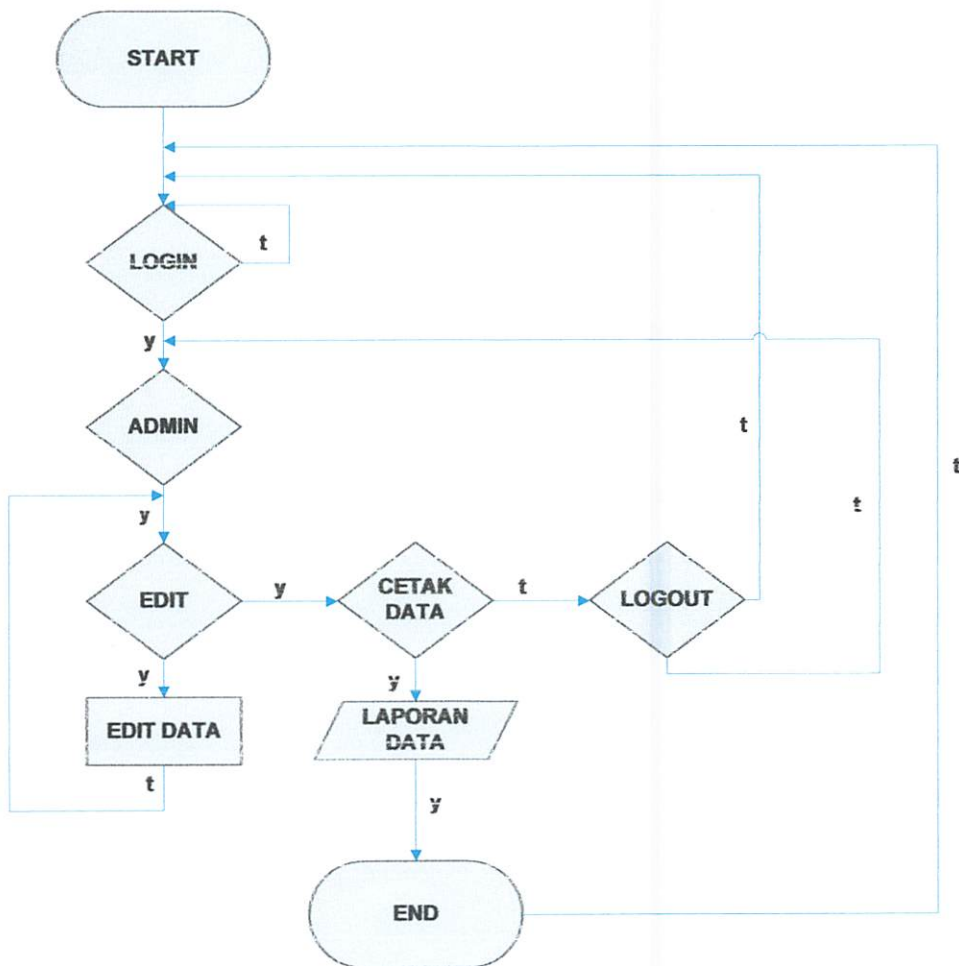 START
t
LOGIN
y
ADMIN
t
t
t
y
EDIT
y
CETAK
DATA
t
LOGOUT
y
y
EDIT DATA
LAPORAN
DATA
t
y
END